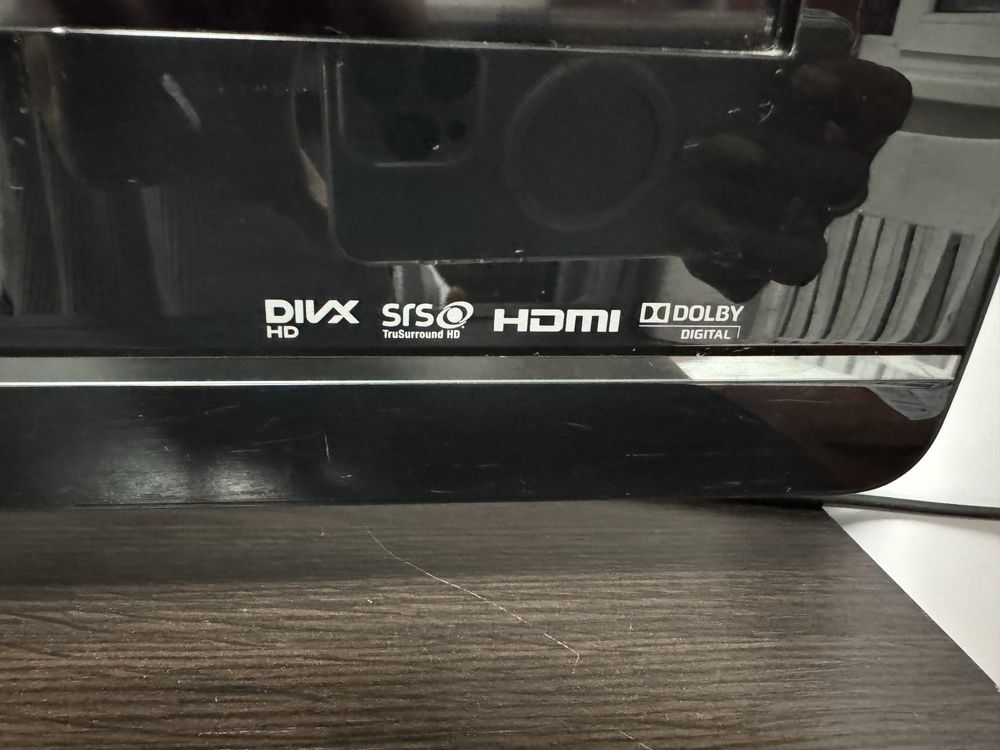 DIVX
HD
SRS
TruSurround HD
HDMI
DOLBY
DIGITAL